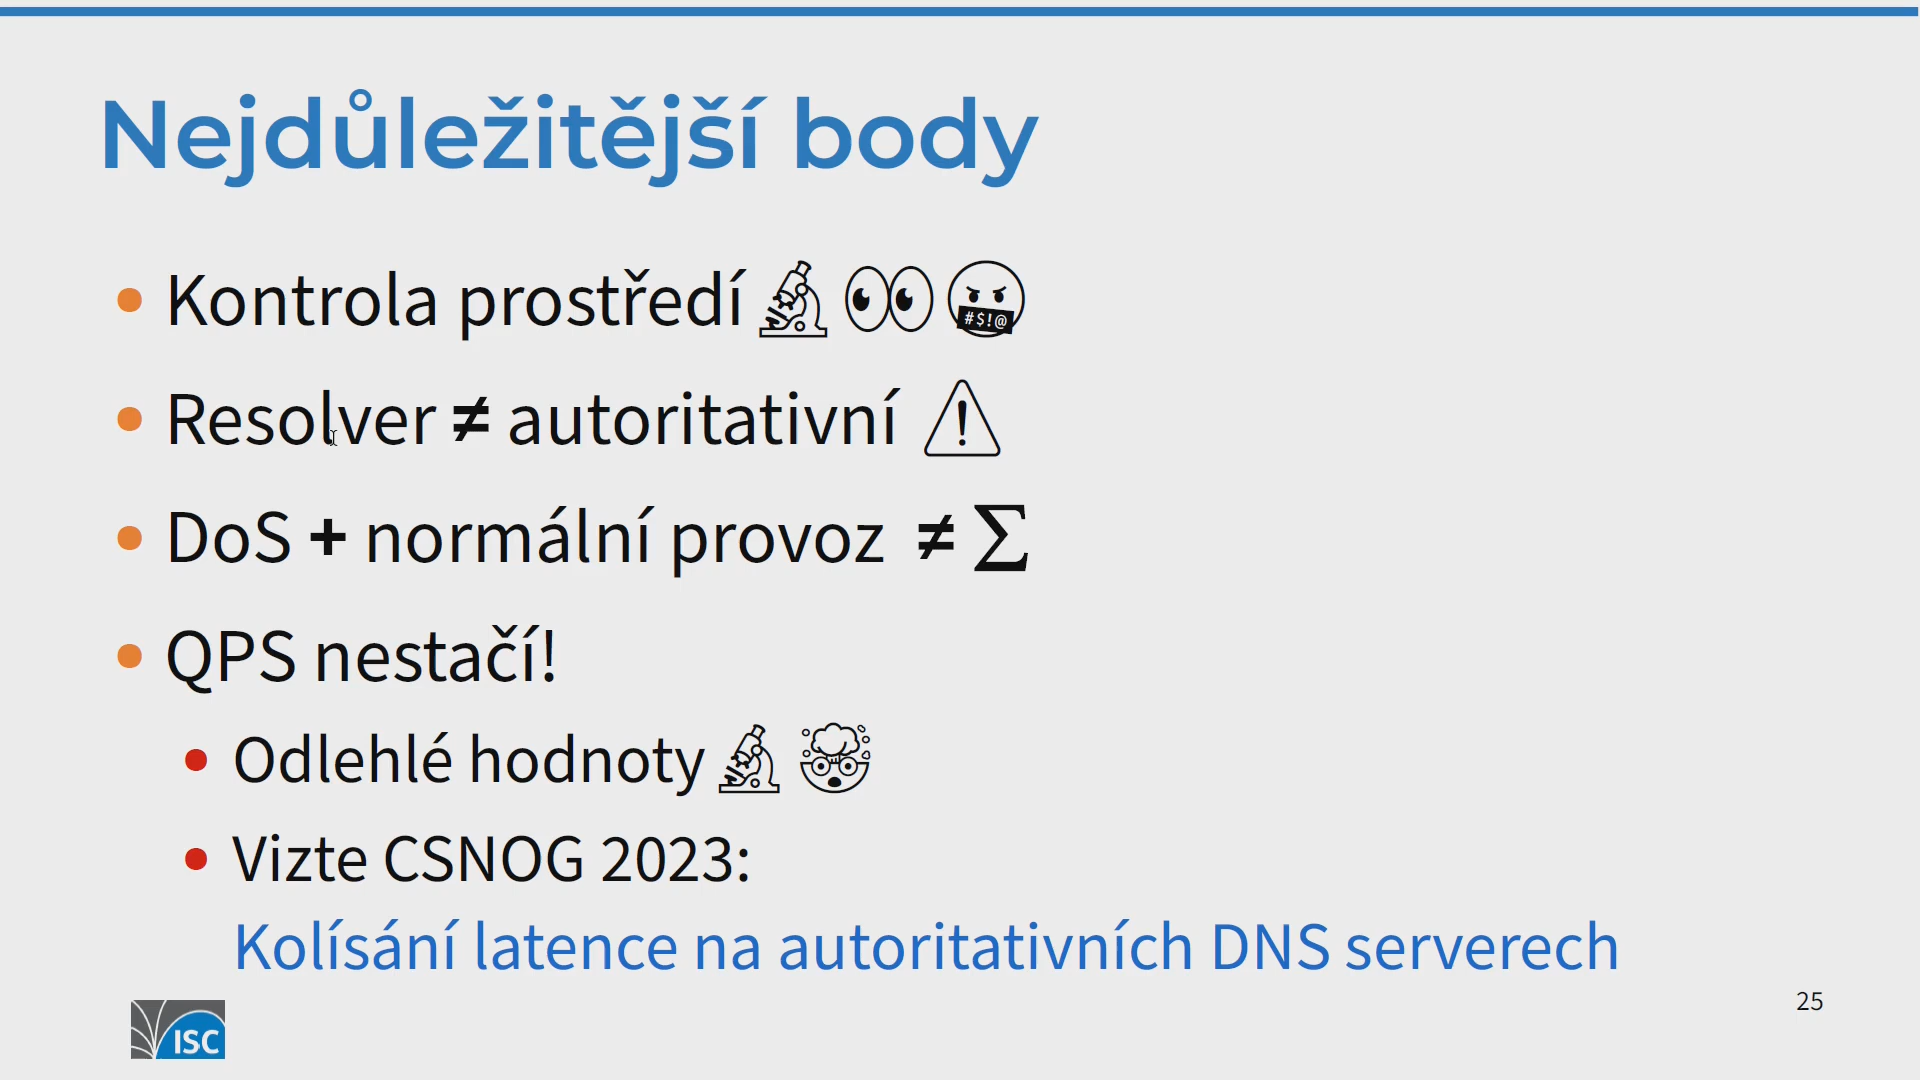 Nejdůležitější body
• Kontrola prostředí 🔬 👀 🤬
• Resolver ≠ autoritativní ⚠
• DoS + normální provoz ≠ ∑
• QPS nestačí!
• Odlehlé hodnoty 🔬 🤯
• Vizte CSNOG 2023:
Kolísání latence na autoritativních DNS serverech
25
ISC